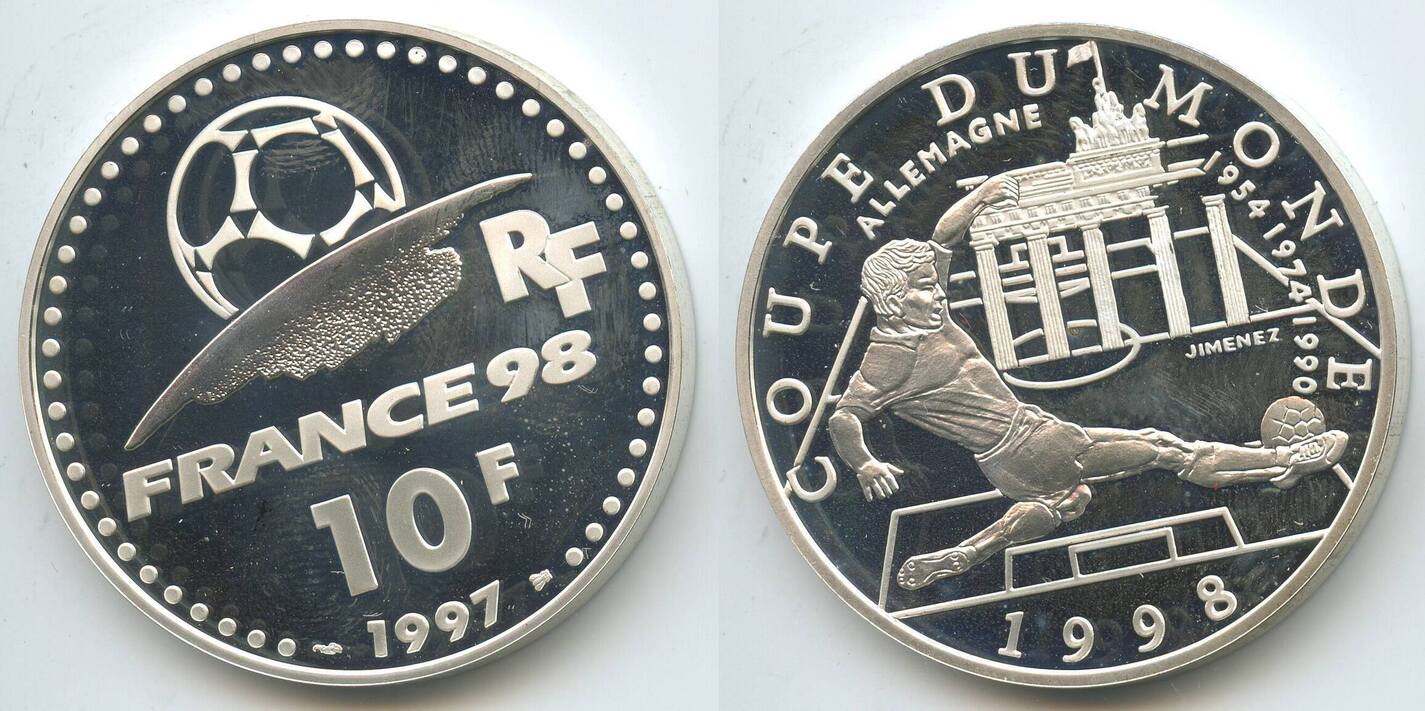 RF
FRANCE 98
10 F
1997
COUPE DU MONDE
ALLEMAGNE
1954 1974 1990
JIMENEZ
1998